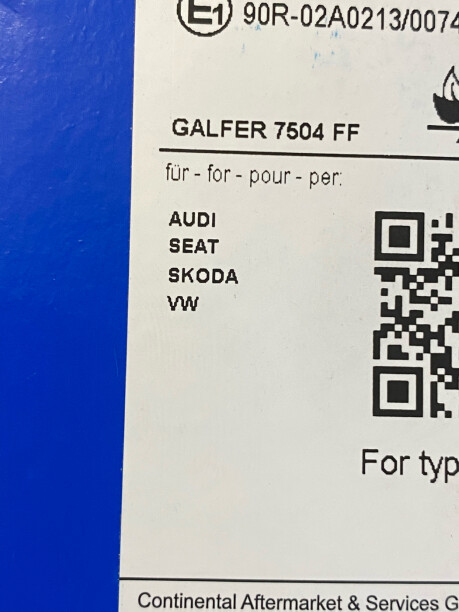 E1 90R-02A0213/0074
GALFER 7504 FF
für - for - pour - per:
AUDI
SEAT
SKODA
VW
For typ
Continental Aftermarket & Services G